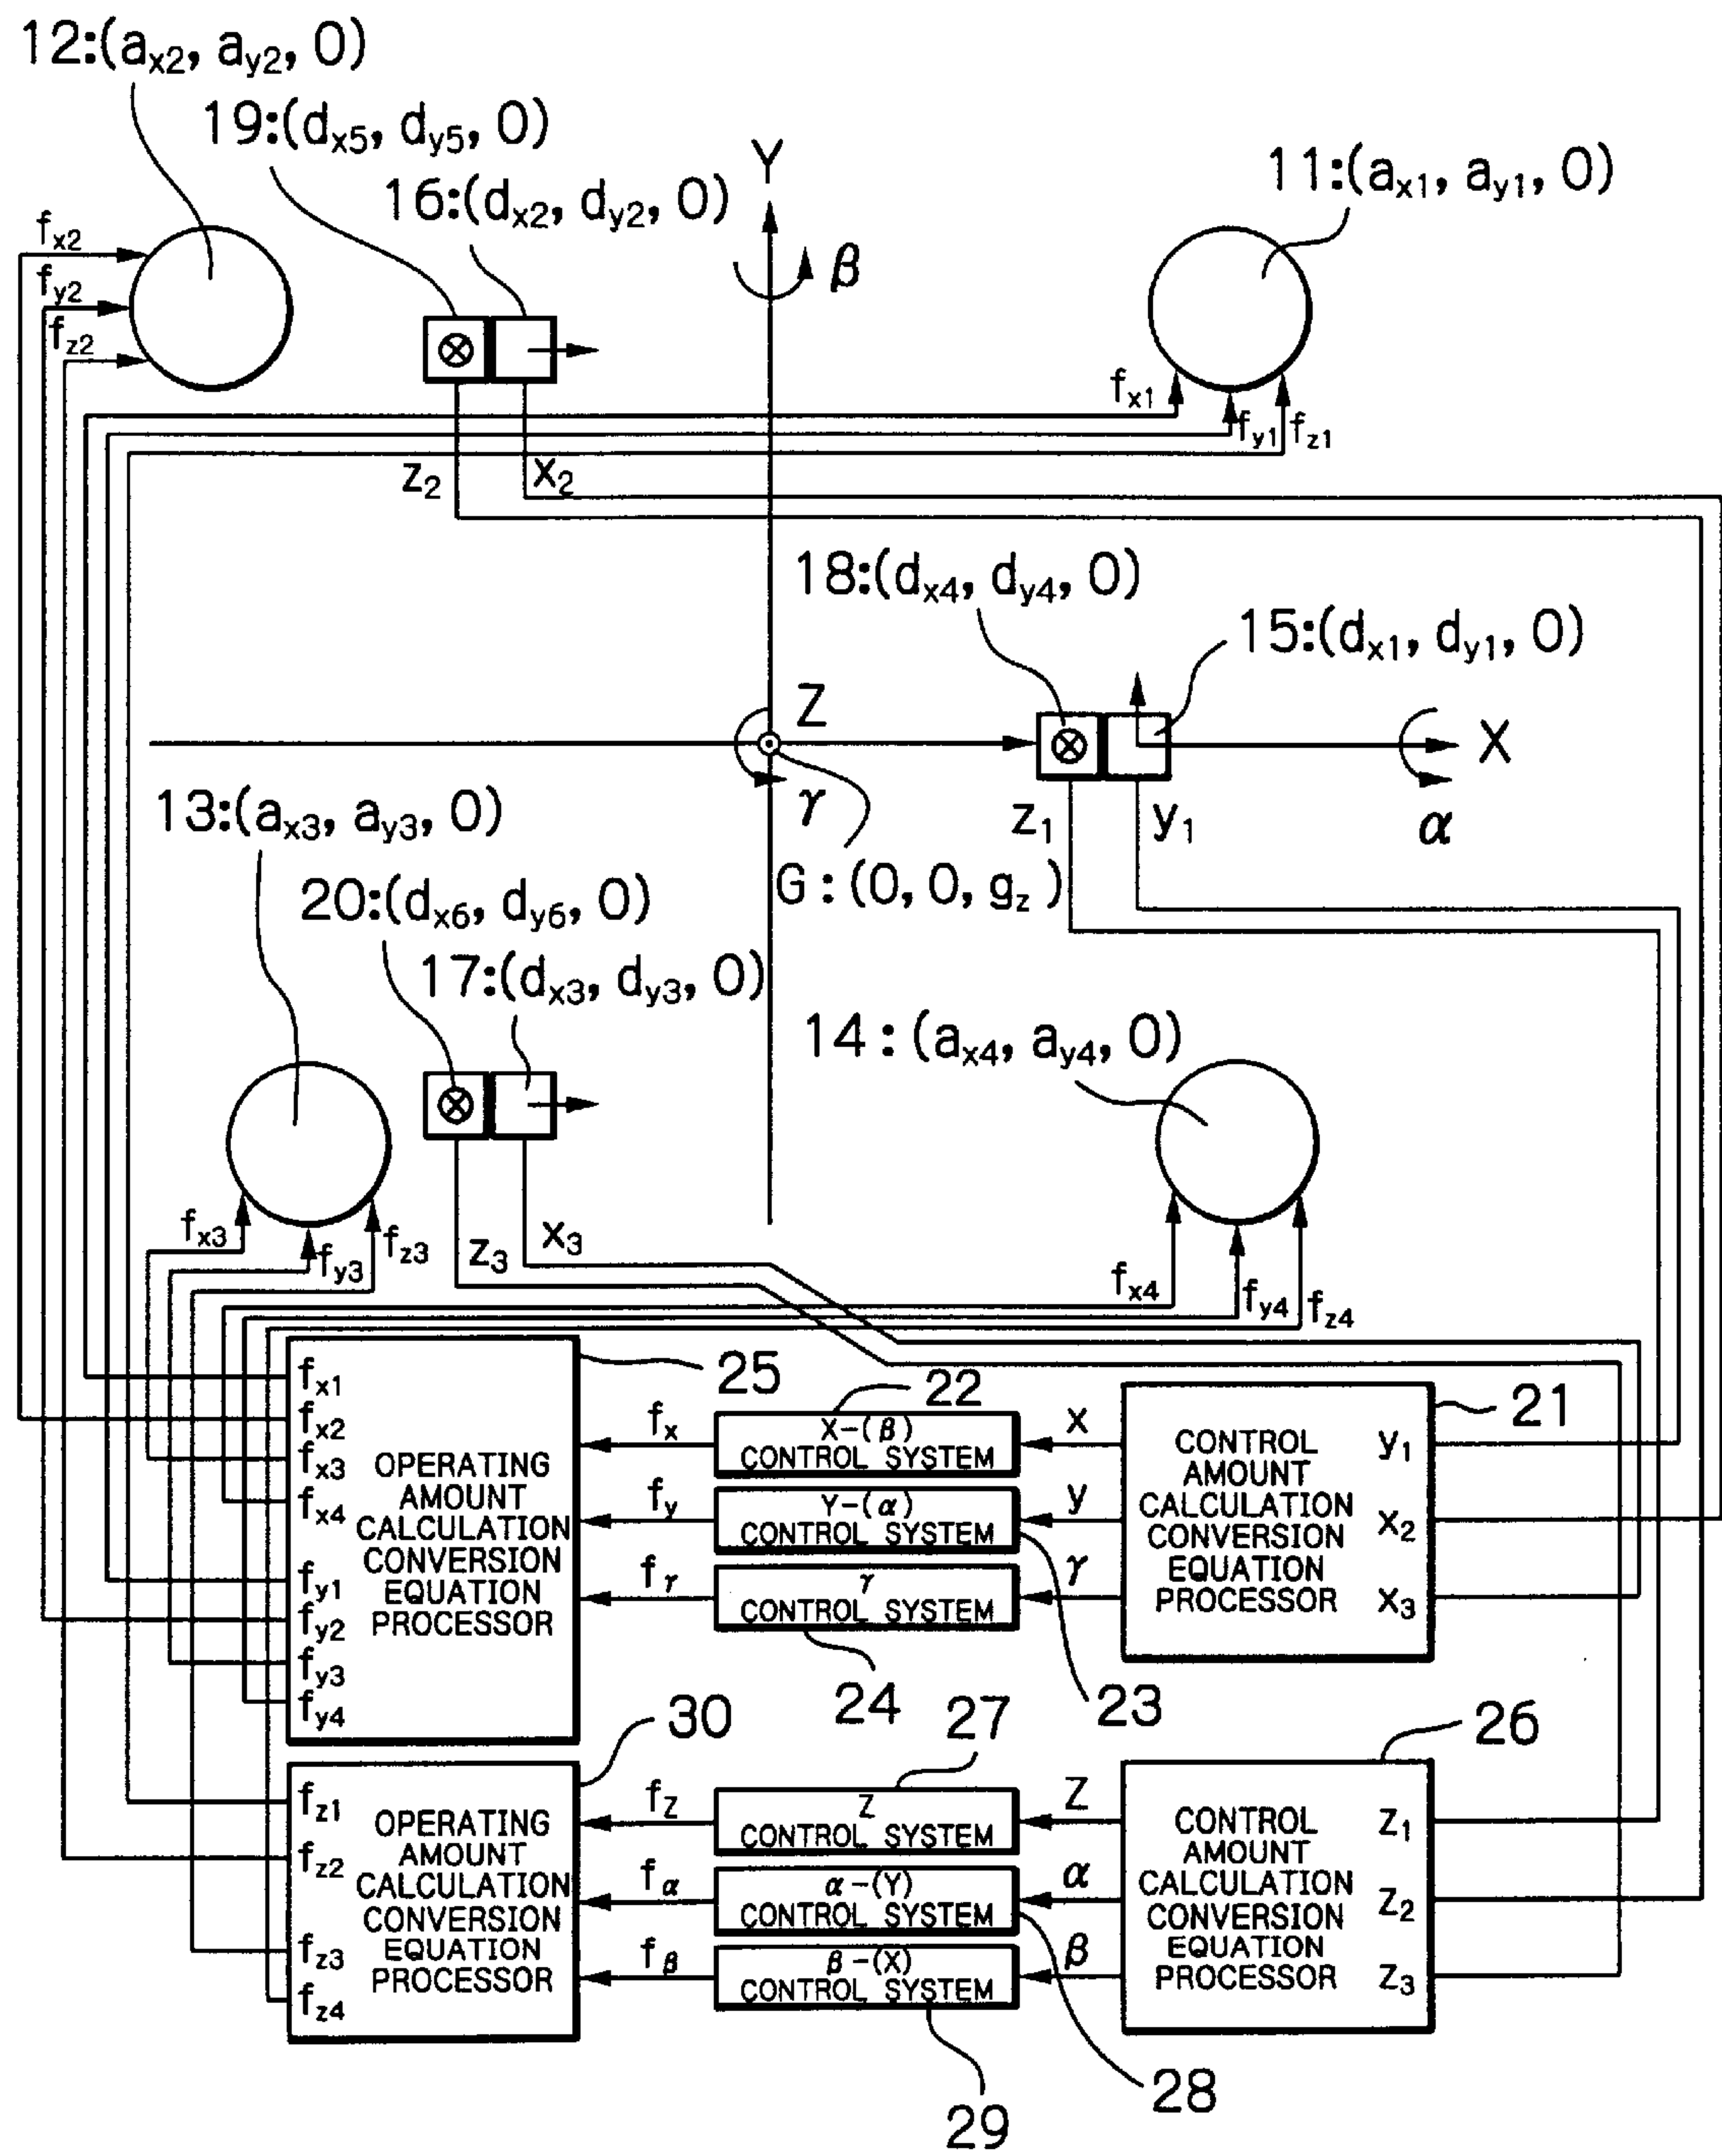 12:(ax2, ay2, 0)
19:(dx5, dy5, 0)
16:(dx2, dy2, 0)
Y
11:(ax1, ay1, 0)
β
fx2
fy2
fz2
fx1
fy1
fz1
z2
x2
18:(dx4, dy4, 0)
15:(dx1, dy1, 0)
Z
X
γ
α
z1
y1
G:(0, 0, gz)
13:(ax3, ay3, 0)
20:(dx6, dy6, 0)
17:(dx3, dy3, 0)
14:(ax4, ay4, 0)
fx3
fy3
fz3
z3
x3
fx4
fy4
fz4
25
22
21
fx1
fx2
fx3
fx4
fy1
fy2
fy3
fy4
OPERATING
AMOUNT
CALCULATION
CONVERSION
EQUATION
PROCESSOR
fx
X-(β)
CONTROL SYSTEM
x
fy
Y-(α)
CONTROL SYSTEM
y
fγ
γ
CONTROL SYSTEM
γ
CONTROL
AMOUNT
CALCULATION
CONVERSION
EQUATION
PROCESSOR
y1
x2
x3
24
23
30
27
26
fz1
fz2
fz3
fz4
OPERATING
AMOUNT
CALCULATION
CONVERSION
EQUATION
PROCESSOR
fZ
Z
CONTROL SYSTEM
Z
fα
α-(Y)
CONTROL SYSTEM
α
fβ
β-(X)
CONTROL SYSTEM
β
CONTROL
AMOUNT
CALCULATION
CONVERSION
EQUATION
PROCESSOR
z1
z2
z3
28
29